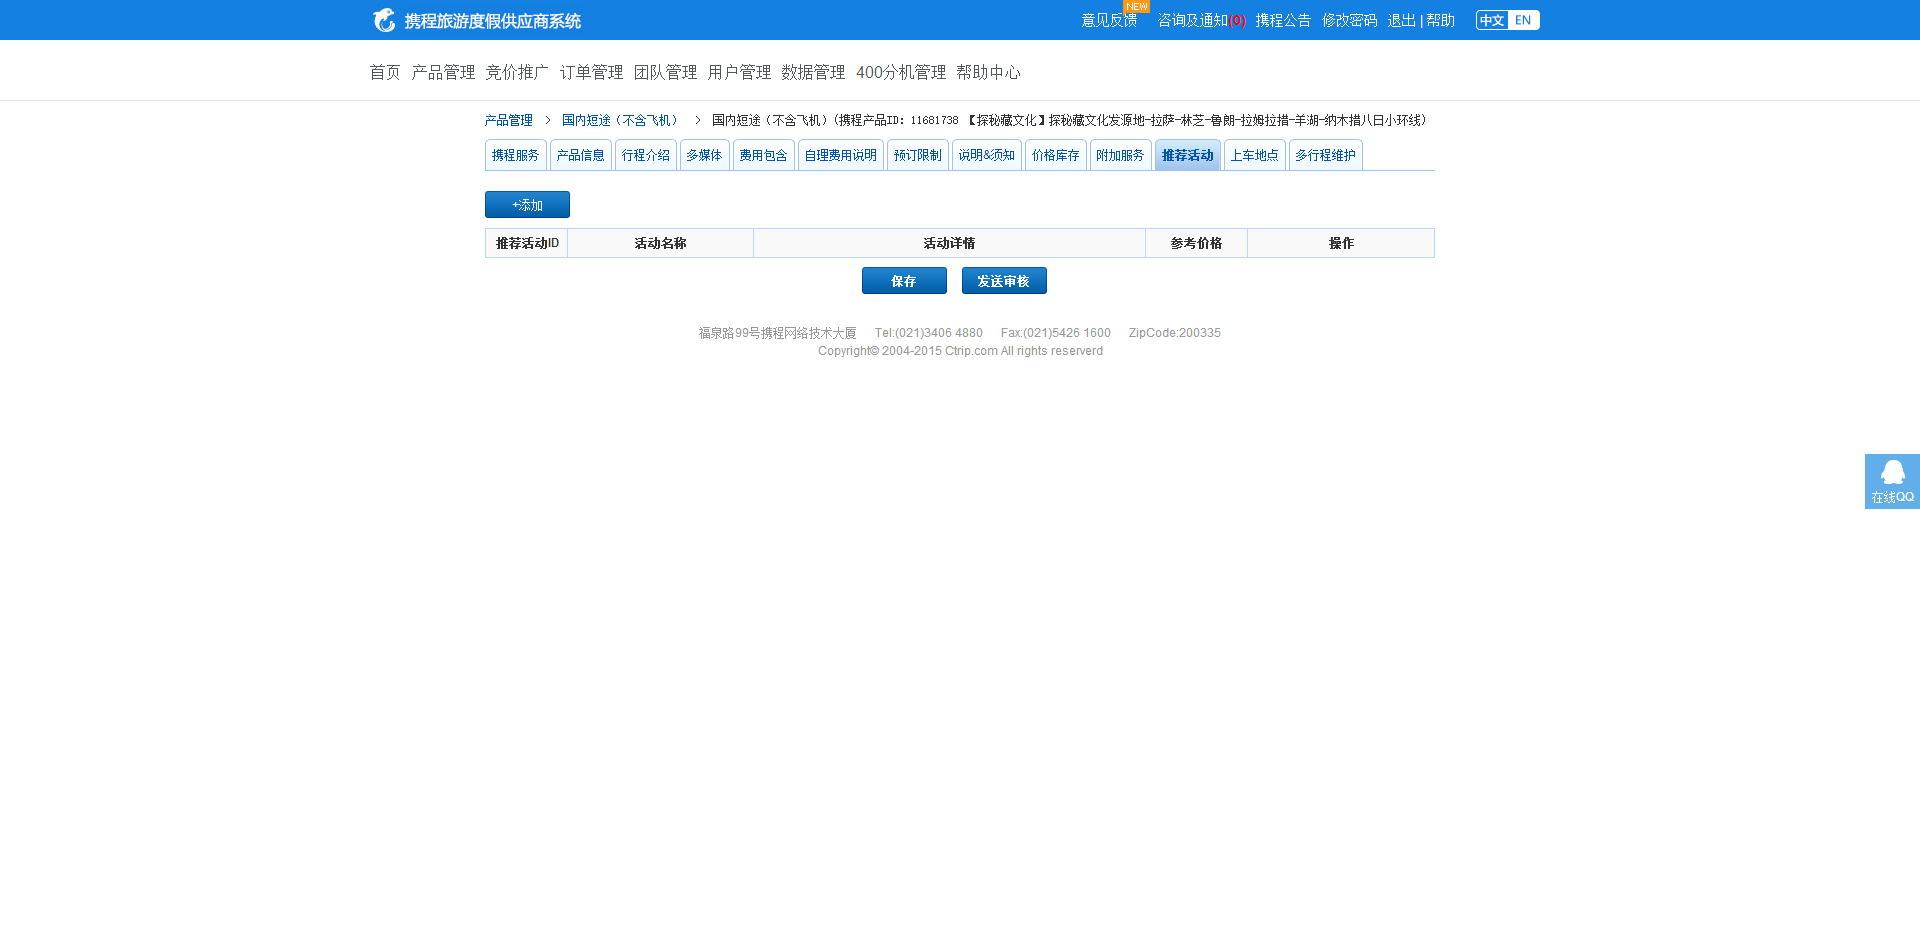 携程旅游度假供应商系统 意见反馈 NEW 咨询及通知(0) 携程公告 修改密码 退出 | 帮助 中文 EN
首页 产品管理 竞价推广 订单管理 团队管理 用户管理 数据管理 400分机管理 帮助中心
产品管理 > 国内短途（不含飞机） > 国内短途（不含飞机）(携程产品ID: 11681738 【探秘藏文化】探秘藏文化发源地-拉萨-林芝-鲁朗-拉姆拉措-羊湖-纳木措八日小环线)
携程服务 产品信息 行程介绍 多媒体 费用包含 自理费用说明 预订限制 说明&须知 价格库存 附加服务 推荐活动 上车地点 多行程维护
+添加
推荐活动ID 活动名称 活动详情 参考价格 操作
保存 发送审核
福泉路99号携程网络技术大厦 Tel:(021)3406 4880 Fax:(021)5426 1600 ZipCode:200335
Copyright© 2004-2015 Ctrip.com All rights reserverd
在线QQ